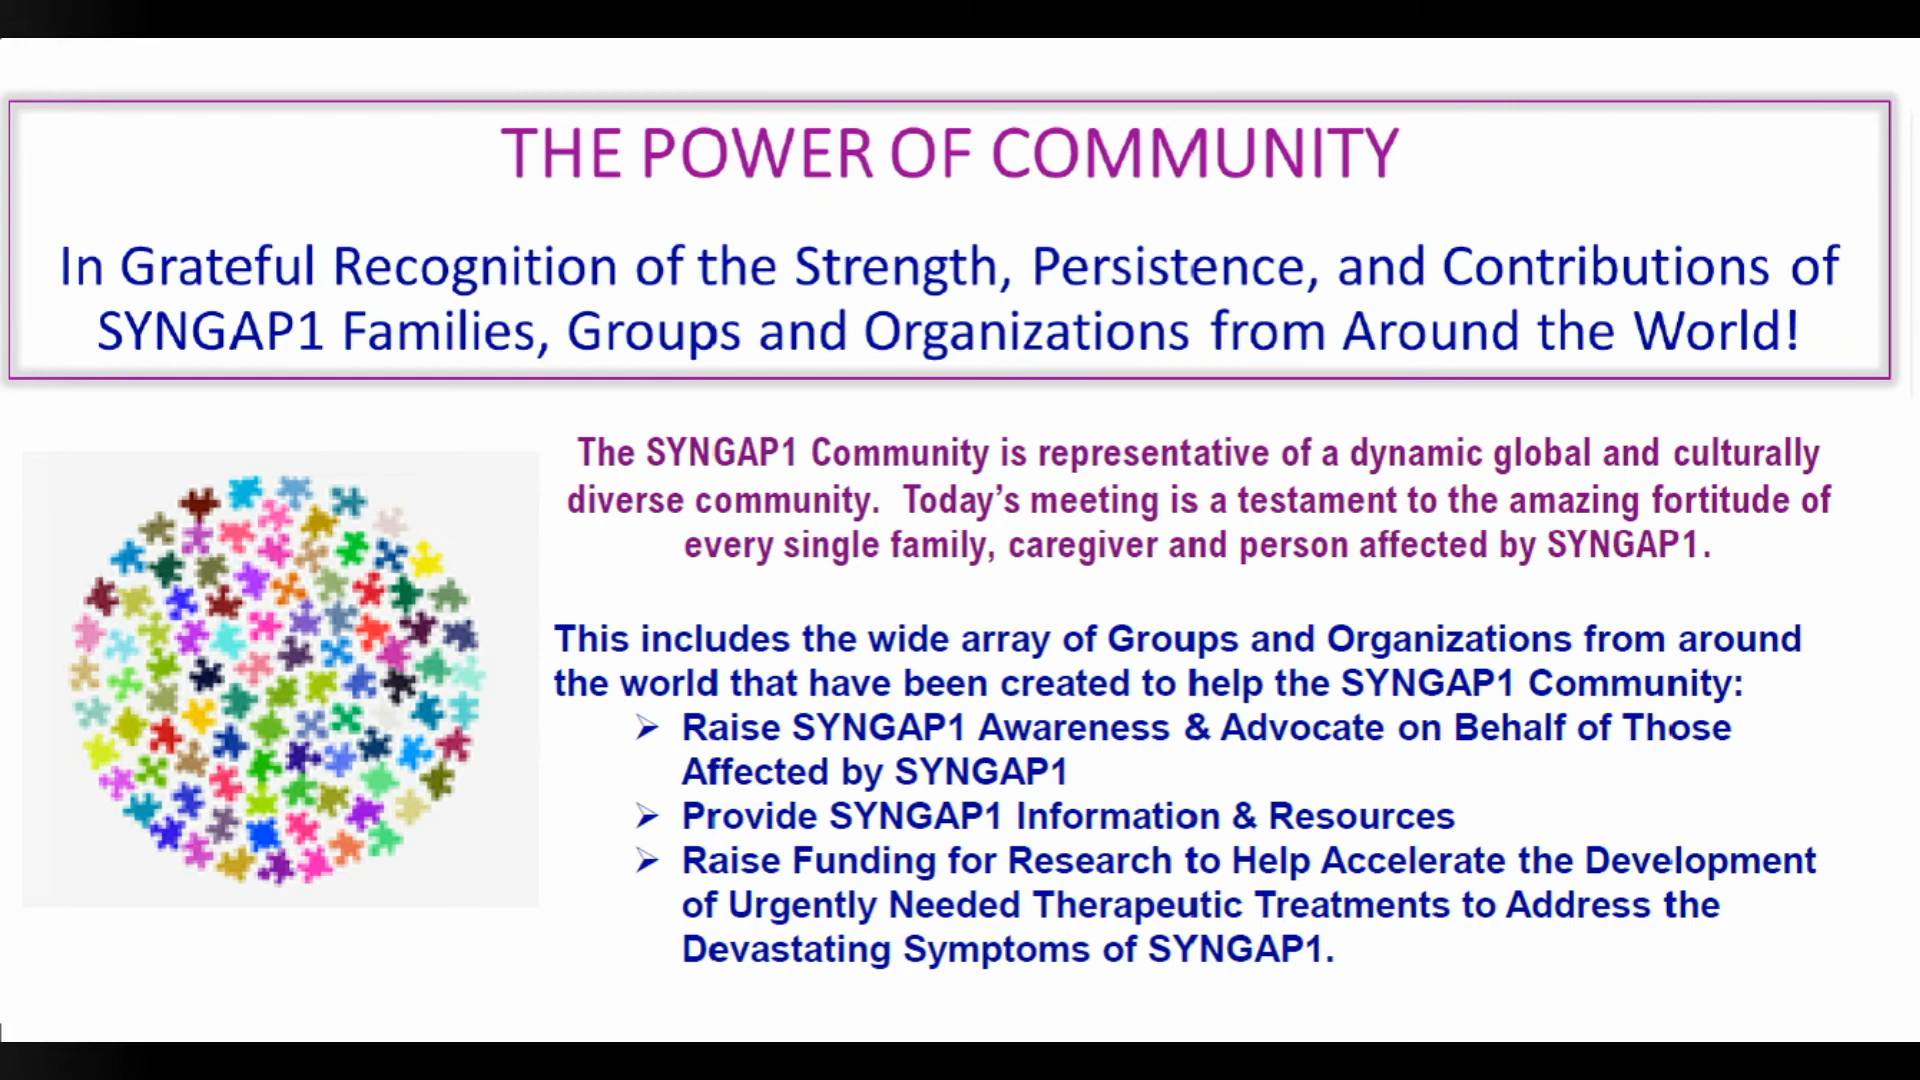 THE POWER OF COMMUNITY
In Grateful Recognition of the Strength, Persistence, and Contributions of
SYNGAP1 Families, Groups and Organizations from Around the World!
The SYNGAP1 Community is representative of a dynamic global and culturally
diverse community.  Today's meeting is a testament to the amazing fortitude of
every single family, caregiver and person affected by SYNGAP1.
This includes the wide array of Groups and Organizations from around
the world that have been created to help the SYNGAP1 Community:
➢ Raise SYNGAP1 Awareness & Advocate on Behalf of Those
Affected by SYNGAP1
➢ Provide SYNGAP1 Information & Resources
➢ Raise Funding for Research to Help Accelerate the Development
of Urgently Needed Therapeutic Treatments to Address the
Devastating Symptoms of SYNGAP1.